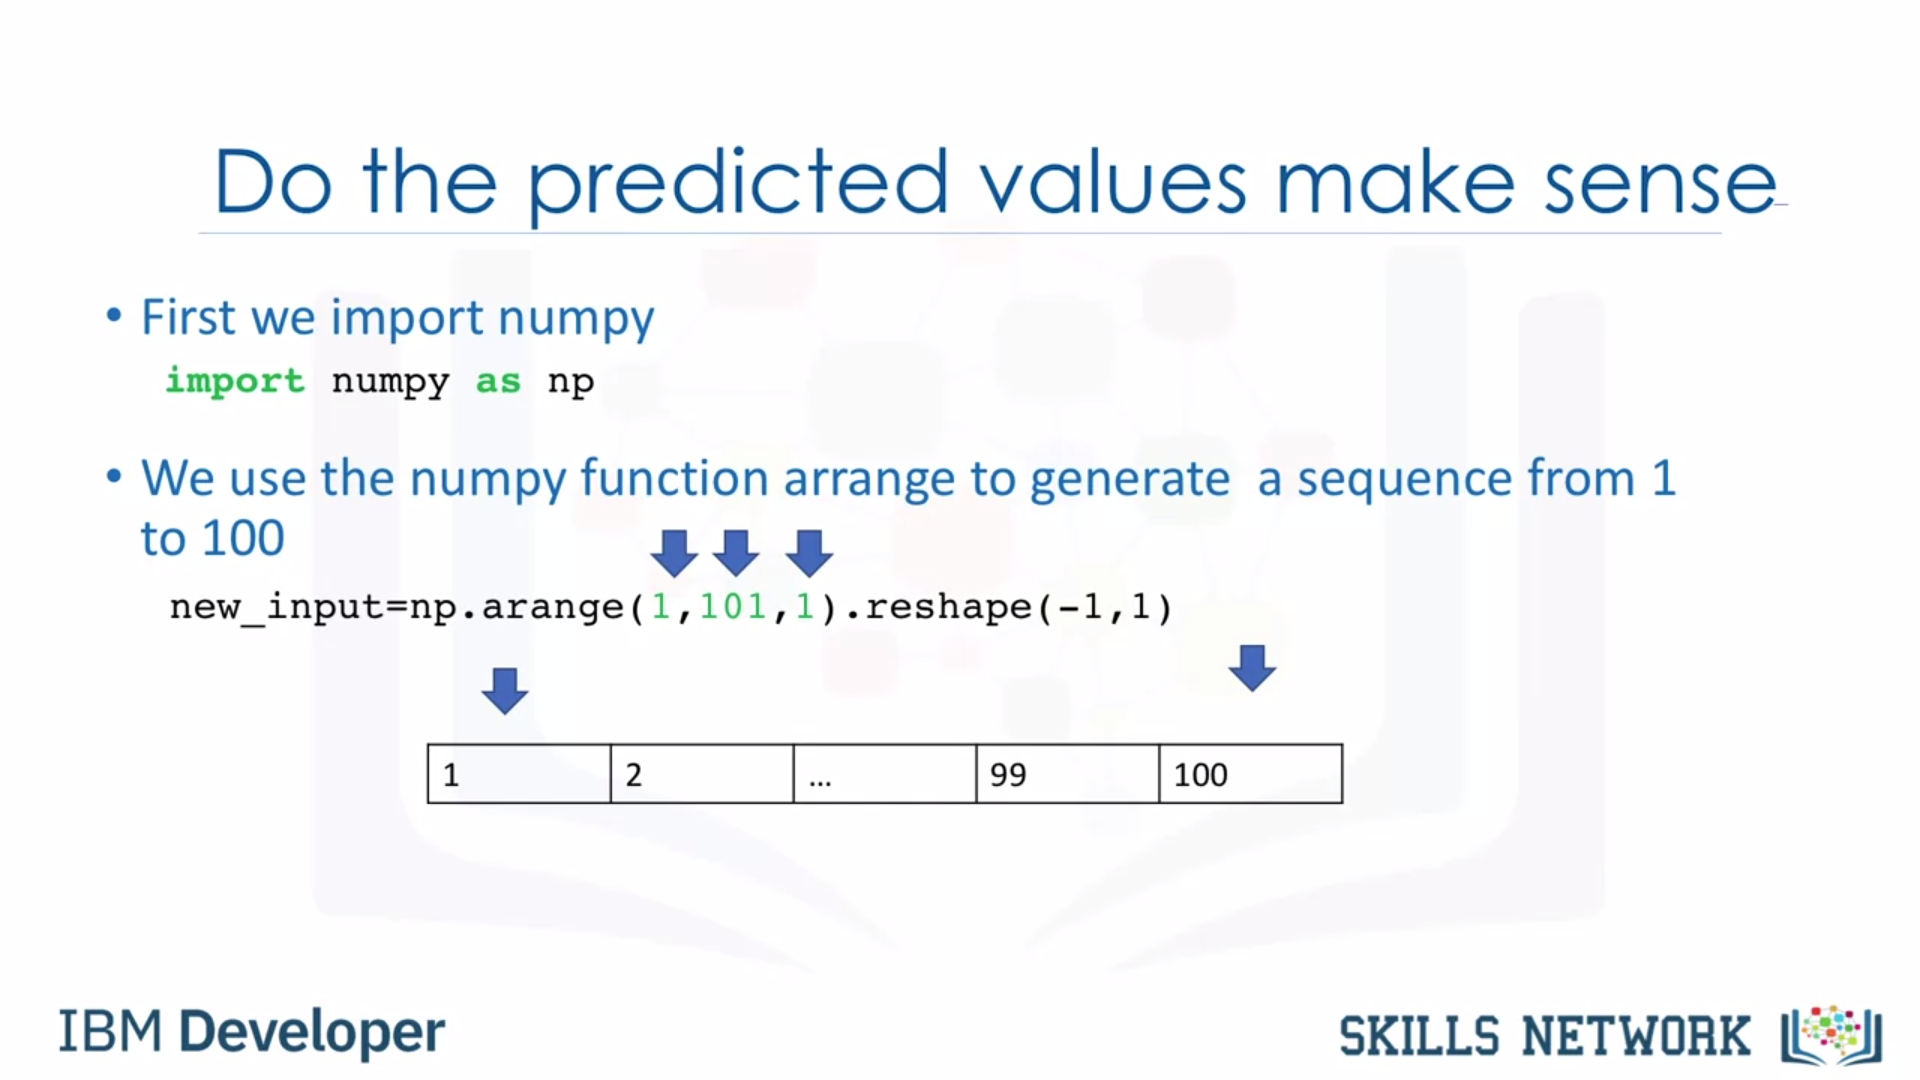 Do the predicted values make sense
• First we import numpy
import numpy as np
• We use the numpy function arrange to generate a sequence from 1
to 100
new_input=np.arange(1,101,1).reshape(-1,1)
1 2 ... 99 100
IBM Developer
SKILLS NETWORK